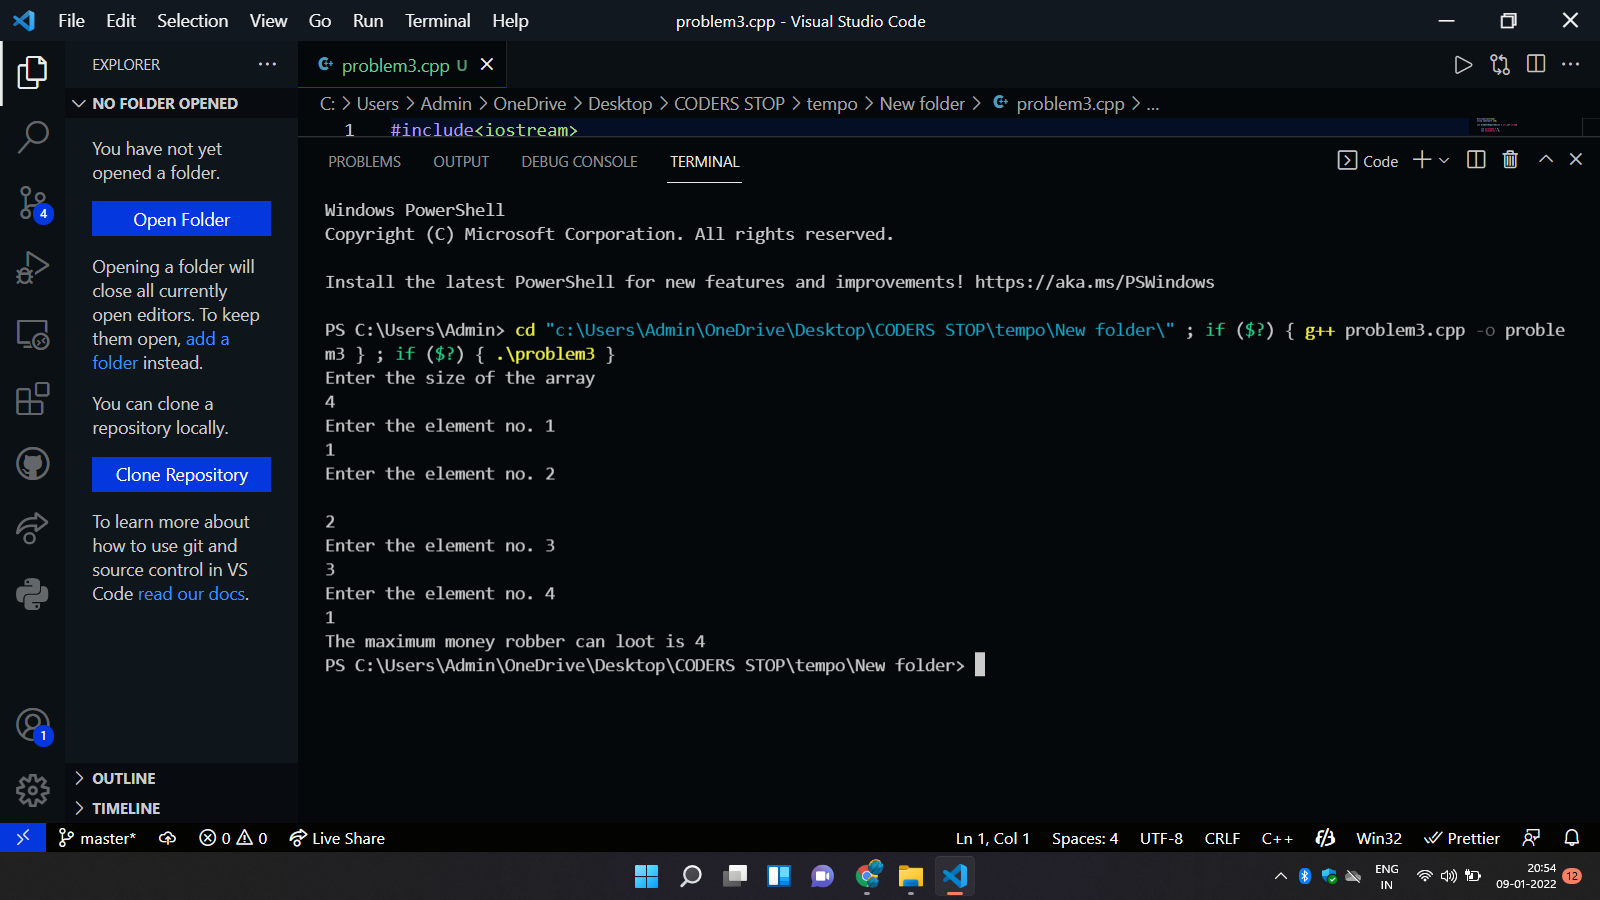 File Edit Selection View Go Run Terminal Help
problem3.cpp - Visual Studio Code
EXPLORER
problem3.cpp U
NO FOLDER OPENED
C: > Users > Admin > OneDrive > Desktop > CODERS STOP > tempo > New folder > problem3.cpp > ...
1 #include<iostream>
You have not yet
opened a folder.
Open Folder
Opening a folder will
close all currently
open editors. To keep
them open, add a
folder instead.
You can clone a
repository locally.
Clone Repository
To learn more about
how to use git and
source control in VS
Code read our docs.
OUTLINE
TIMELINE
4
1
PROBLEMS OUTPUT DEBUG CONSOLE TERMINAL
Code
Windows PowerShell
Copyright (C) Microsoft Corporation. All rights reserved.
Install the latest PowerShell for new features and improvements! https://aka.ms/PSWindows
PS C:\Users\Admin> cd "c:\Users\Admin\OneDrive\Desktop\CODERS STOP\tempo\New folder\" ; if ($?) { g++ problem3.cpp -o proble
m3 } ; if ($?) { .\problem3 }
Enter the size of the array
4
Enter the element no. 1
1
Enter the element no. 2
2
Enter the element no. 3
3
Enter the element no. 4
1
The maximum money robber can loot is 4
PS C:\Users\Admin\OneDrive\Desktop\CODERS STOP\tempo\New folder>
master* 0 0 Live Share
Ln 1, Col 1 Spaces: 4 UTF-8 CRLF C++ Win32 Prettier
ENG
IN
20:54
09-01-2022
12